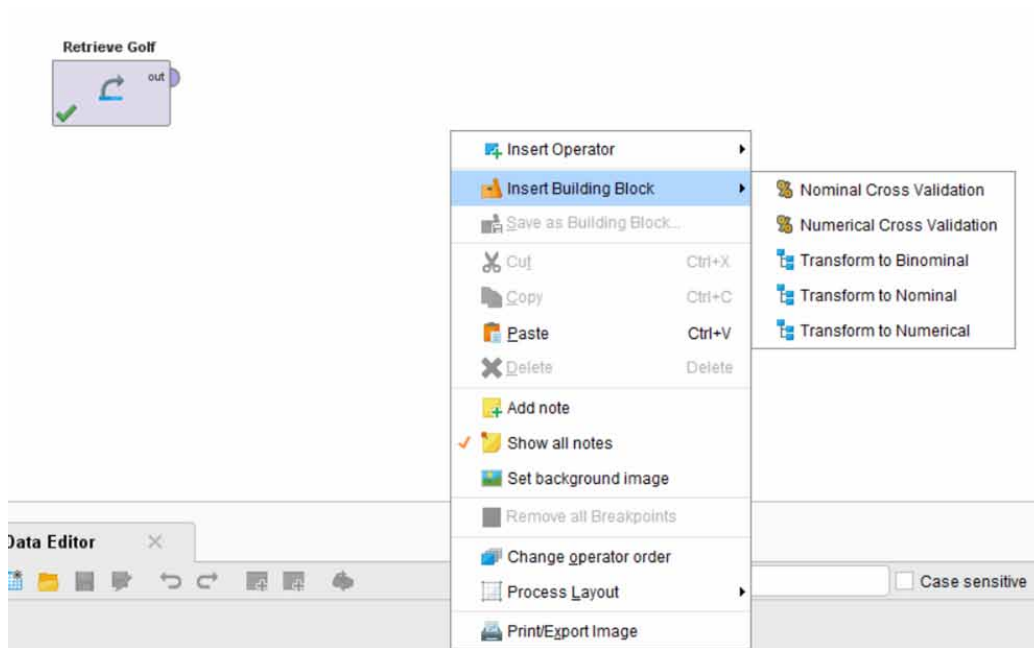 Retrieve Golf
out
Insert Operator
Insert Building Block
Save as Building Block...
Cut Ctrl+X
Copy Ctrl+C
Paste Ctrl+V
Delete Delete
Add note
Show all notes
Set background image
Remove all Breakpoints
Change operator order
Process Layout
Print/Export Image
Nominal Cross Validation
Numerical Cross Validation
Transform to Binominal
Transform to Nominal
Transform to Numerical
Data Editor
Case sensitive